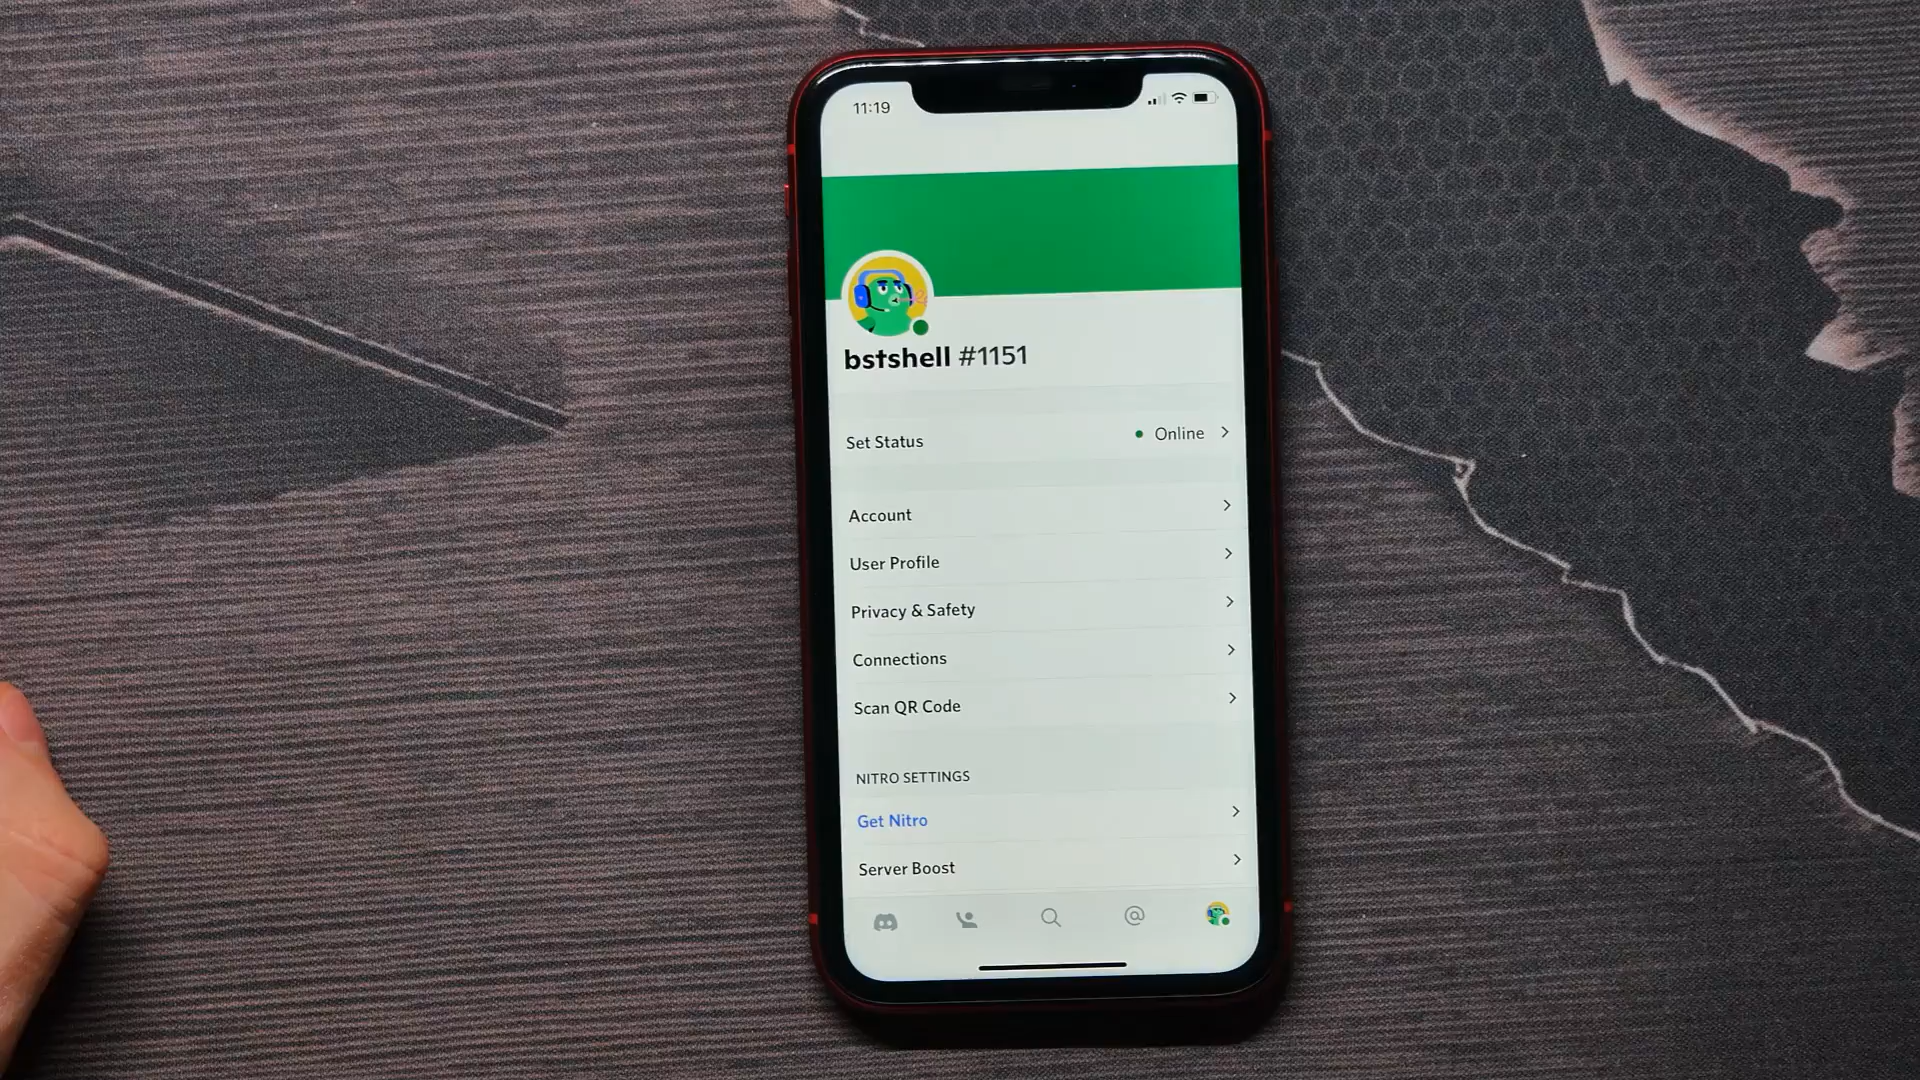 11:19
bstshell #1151
Set Status
Online
Account
User Profile
Privacy & Safety
Connections
Scan QR Code
NITRO SETTINGS
Get Nitro
Server Boost